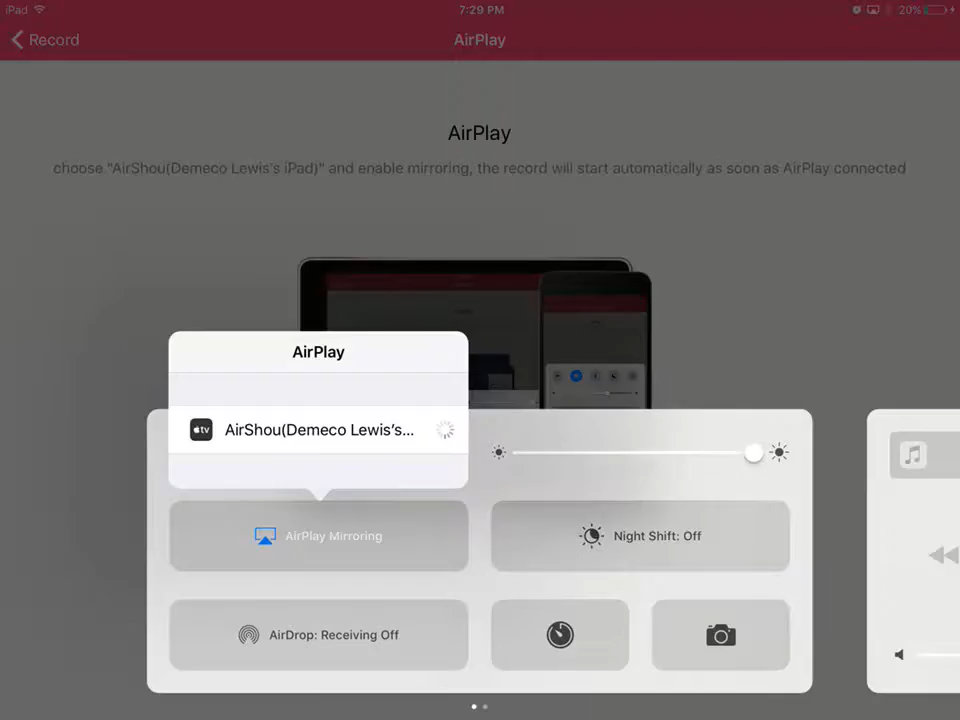 iPad
7:29 PM
20%
Record
AirPlay
AirPlay
choose "AirShou(Demeco Lewis's iPad)" and enable mirroring, the record will start automatically as soon as AirPlay connected
AirPlay
tv
AirShou(Demeco Lewis's...
AirPlay Mirroring
Night Shift: Off
AirDrop: Receiving Off